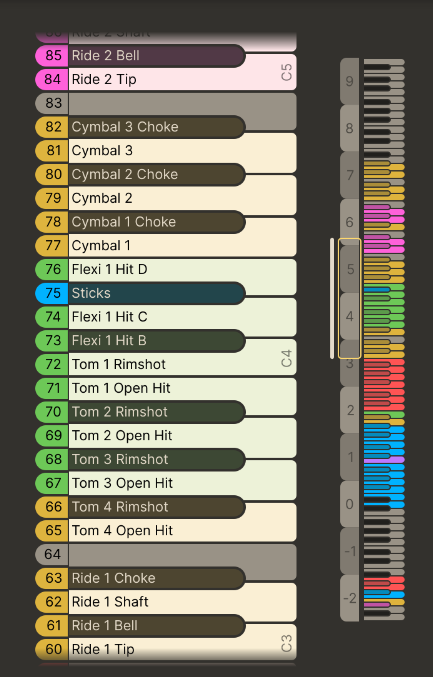 86 Ride 2 Shaft
85 Ride 2 Bell
84 Ride 2 Tip C5
83
82 Cymbal 3 Choke
81 Cymbal 3
80 Cymbal 2 Choke
79 Cymbal 2
78 Cymbal 1 Choke
77 Cymbal 1
76 Flexi 1 Hit D
75 Sticks
74 Flexi 1 Hit C
73 Flexi 1 Hit B
72 Tom 1 Rimshot C4
71 Tom 1 Open Hit
70 Tom 2 Rimshot
69 Tom 2 Open Hit
68 Tom 3 Rimshot
67 Tom 3 Open Hit
66 Tom 4 Rimshot
65 Tom 4 Open Hit
64
63 Ride 1 Choke
62 Ride 1 Shaft
61 Ride 1 Bell
60 Ride 1 Tip C3
9
8
7
6
5
4
3
2
1
0
-1
-2